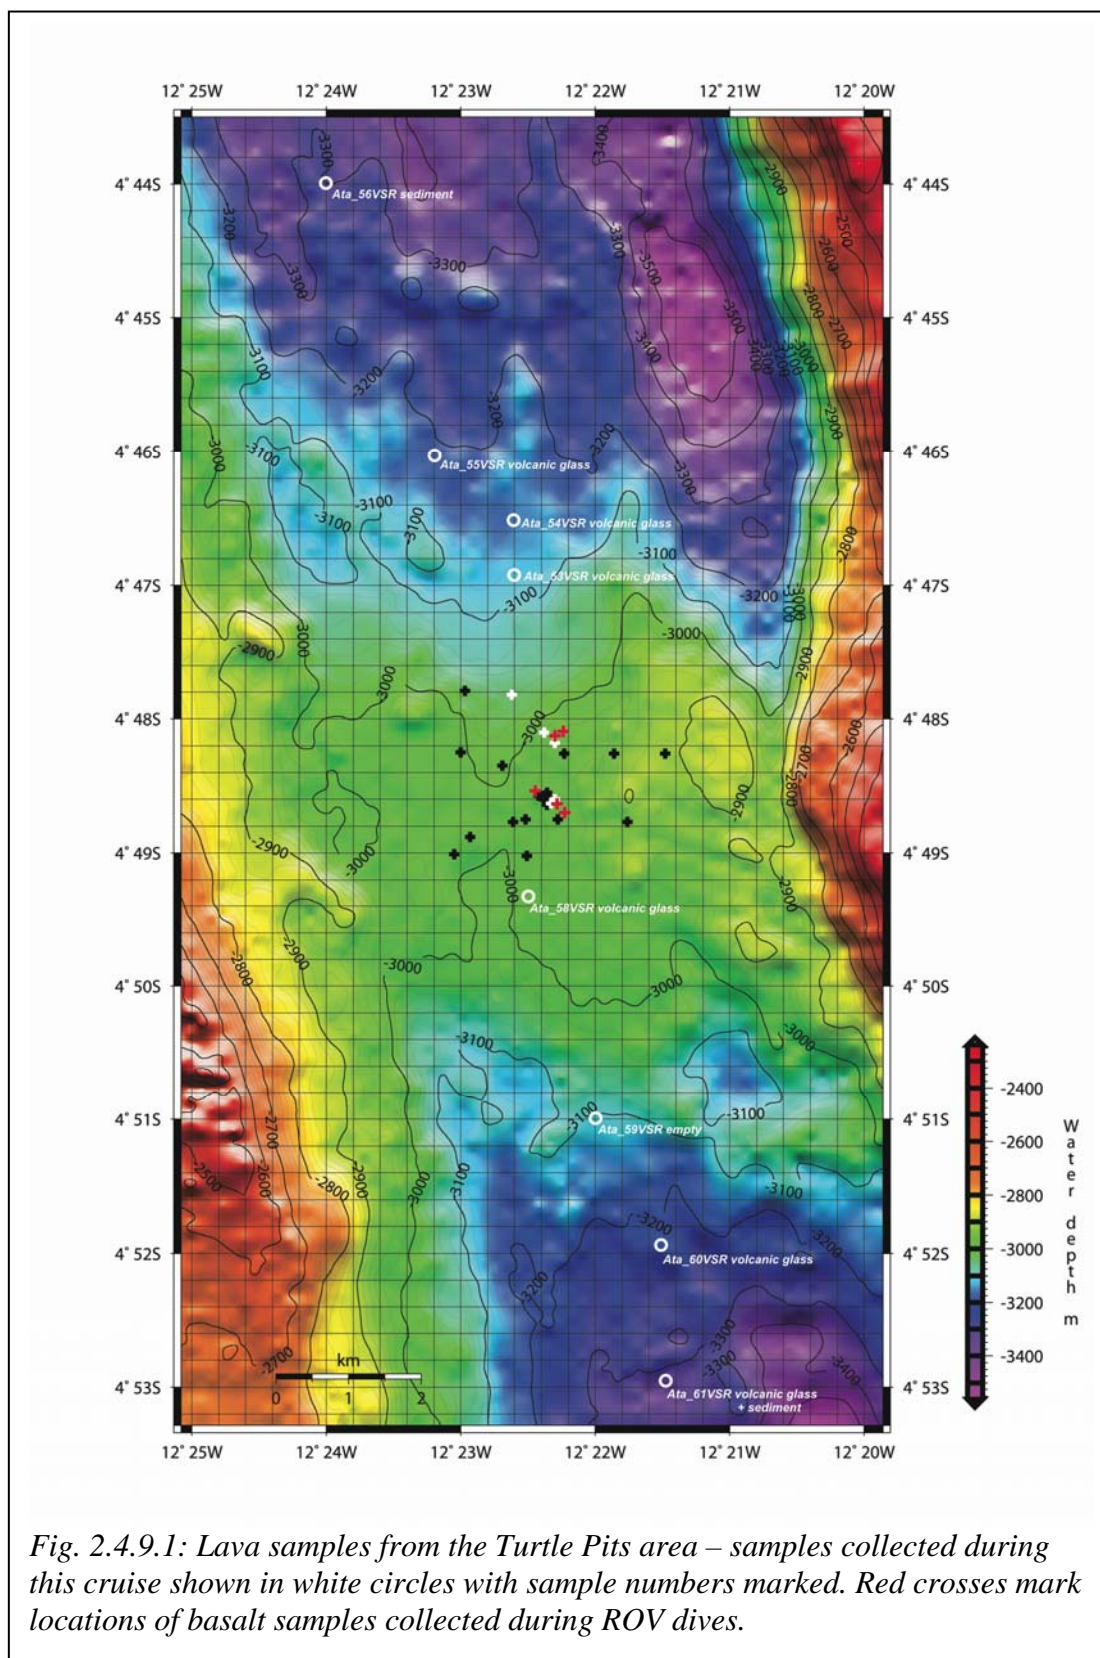 12° 25W 12° 24W 12° 23W 12° 22W 12° 21W 12° 20W
4° 44S 4° 44S
Ata_56VSR sediment
4° 45S 4° 45S
4° 46S 4° 46S
Ata_55VSR volcanic glass
Ata_54VSR volcanic glass
4° 47S 4° 47S
Ata_53VSR volcanic glass
4° 48S 4° 48S
4° 49S 4° 49S
Ata_58VSR volcanic glass
4° 50S 4° 50S
4° 51S 4° 51S
Ata_59VSR empty
4° 52S 4° 52S
Ata_60VSR volcanic glass
4° 53S 4° 53S
Ata_61VSR volcanic glass
+ sediment
km
0 1 2
12° 25W 12° 24W 12° 23W 12° 22W 12° 21W 12° 20W
-2400
-2600
-2800
-3000
-3200
-3400
Water depth m
Fig. 2.4.9.1: Lava samples from the Turtle Pits area – samples collected during
this cruise shown in white circles with sample numbers marked. Red crosses mark
locations of basalt samples collected during ROV dives.